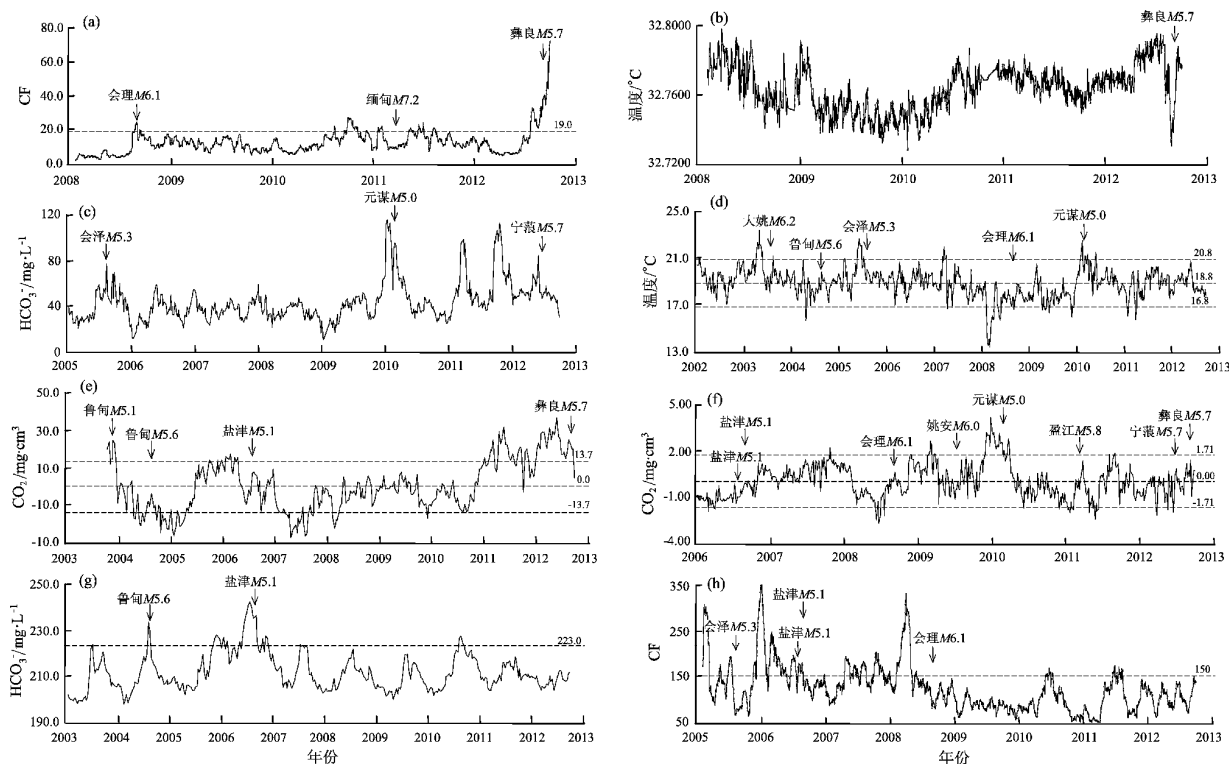 (a)
80.0
60.0
40.0
20.0
0.0
CF
会理M6.1
缅甸M7.2
彝良M5.7
19.0
2008 2009 2010 2011 2012 2013
(b)
32.8000
32.7600
32.7200
温度/°C
彝良M5.7
2008 2009 2010 2011 2012 2013
(c)
120
80
40
0
HCO₃⁻/mg·L⁻¹
会泽M5.3
元谋M5.0
宁蒗M5.7
2005 2006 2007 2008 2009 2010 2011 2012 2013
(d)
25.0
21.0
17.0
13.0
温度/°C
大姚M6.2
鲁甸M5.6
会泽M5.3
会理M6.1
元谋M5.0
20.8
18.8
16.8
2002 2003 2004 2005 2006 2007 2008 2009 2010 2011 2012 2013
(e)
50.0
30.0
10.0
-10.0
-10.0
CO₂/mg·cm³
鲁甸M5.1
鲁甸M5.6
盐津M5.1
彝良M5.7
13.7
0.0
-13.7
2003 2004 2005 2006 2007 2008 2009 2010 2011 2012 2013
(f)
5.00
2.00
-1.00
-4.00
CO₂/mg·cm³
盐津M5.1
盐津M5.1
会理M6.1
姚安M6.0
元谋M5.0
盈江M5.8
宁蒗M5.7
彝良M5.7
1.71
0.00
-1.71
2006 2007 2008 2009 2010 2011 2012 2013
(g)
250.0
230.0
210.0
190.0
HCO₃⁻/mg·L⁻¹
鲁甸M5.6
盐津M5.1
223.0
2003 2004 2005 2006 2007 2008 2009 2010 2011 2012 2013
年份
(h)
350
250
150
50
CF
会泽M5.3
盐津M5.1
盐津M5.1
会理M6.1
150
2005 2006 2007 2008 2009 2010 2011 2012 2013
年份